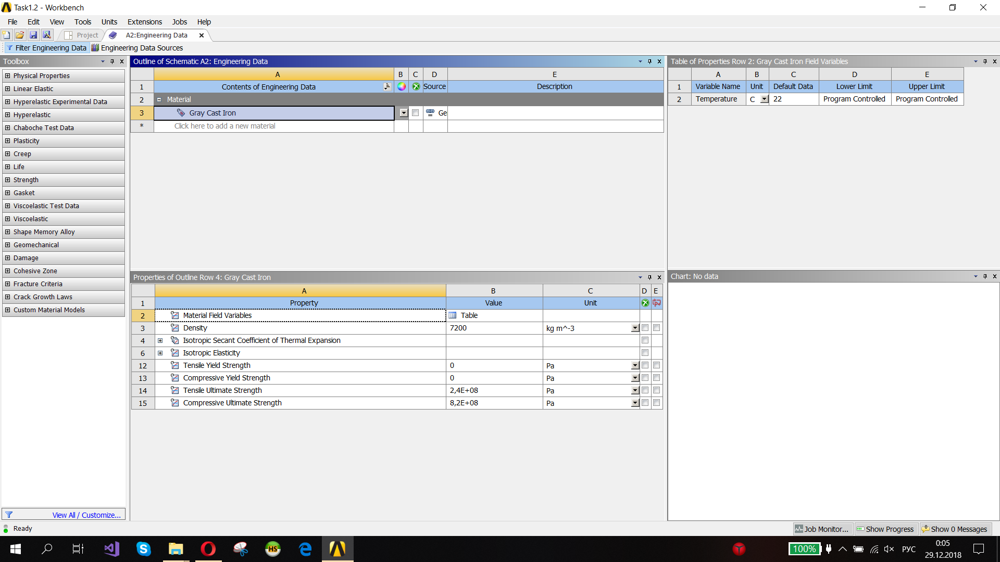 Task1.2 - Workbench
File Edit View Tools Units Extensions Jobs Help
Project A2:Engineering Data
Filter Engineering Data Engineering Data Sources
Toolbox
Physical Properties
Linear Elastic
Hyperelastic Experimental Data
Hyperelastic
Chaboche Test Data
Plasticity
Creep
Life
Strength
Gasket
Viscoelastic Test Data
Viscoelastic
Shape Memory Alloy
Geomechanical
Damage
Cohesive Zone
Fracture Criteria
Crack Growth Laws
Custom Material Models
View All / Customize...
Outline of Schematic A2: Engineering Data
A B C D E
1 Contents of Engineering Data Source Description
2 Material
3 Gray Cast Iron Ge
* Click here to add a new material
Properties of Outline Row 4: Gray Cast Iron
A B C D E
1 Property Value Unit
2 Material Field Variables Table
3 Density 7200 kg m^-3
4 Isotropic Secant Coefficient of Thermal Expansion
6 Isotropic Elasticity
12 Tensile Yield Strength 0 Pa
13 Compressive Yield Strength 0 Pa
14 Tensile Ultimate Strength 2,4E+08 Pa
15 Compressive Ultimate Strength 8,2E+08 Pa
Table of Properties Row 2: Gray Cast Iron Field Variables
A B C D E
1 Variable Name Unit Default Data Lower Limit Upper Limit
2 Temperature C 22 Program Controlled Program Controlled
Chart: No data
Ready
Job Monitor... Show Progress Show 0 Messages
HS
100% РУС 0:05
29.12.2018